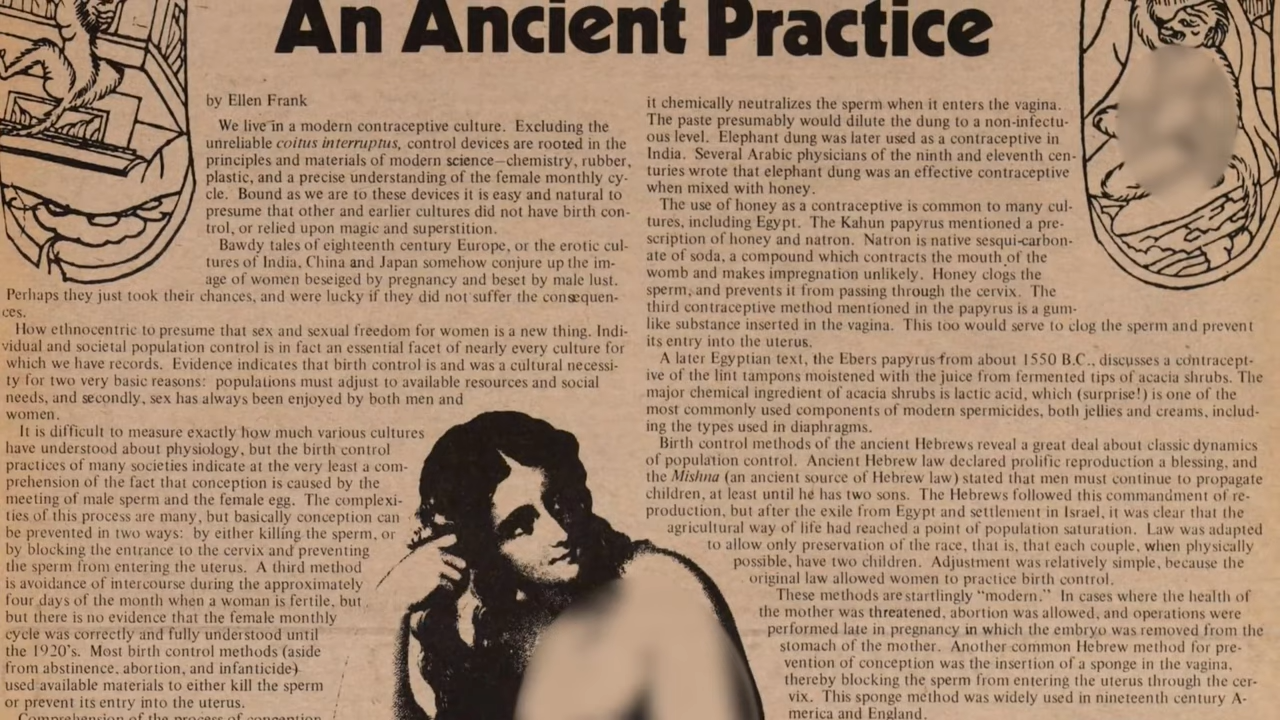 An Ancient Practice
by Ellen Frank
We live in a modern contraceptive culture. Excluding the
unreliable coitus interruptus, control devices are rooted in the
principles and materials of modern science—chemistry, rubber,
plastic, and a precise understanding of the female monthly cy-
cle. Bound as we are to these devices it is easy and natural to
presume that other and earlier cultures did not have birth con-
trol, or relied upon magic and superstition.
Bawdy tales of eighteenth century Europe, or the erotic cul-
tures of India, China and Japan somehow conjure up the im-
age of women beseiged by pregnancy and beset by male lust.
Perhaps they just took their chances, and were lucky if they did not suffer the consequen-
ces.
How ethnocentric to presume that sex and sexual freedom for women is a new thing. Indi-
vidual and societal population control is in fact an essential facet of nearly every culture for
which we have records. Evidence indicates that birth control is and was a cultural necessi-
ty for two very basic reasons: populations must adjust to available resources and social
needs, and secondly, sex has always been enjoyed by both men and
women.
It is difficult to measure exactly how much various cultures
have understood about physiology, but the birth control
practices of many societies indicate at the very least a com-
prehension of the fact that conception is caused by the
meeting of male sperm and the female egg. The complexi-
ties of this process are many, but basically conception can
be prevented in two ways: by either killing the sperm, or
by blocking the entrance to the cervix and preventing
the sperm from entering the uterus. A third method
is avoidance of intercourse during the approximately
four days of the month when a woman is fertile, but
but there is no evidence that the female monthly
cycle was correctly and fully understood until
the 1920's. Most birth control methods (aside
from abstinence, abortion, and infanticide)
used available materials to either kill the sperm
or prevent its entry into the uterus.
Comprehension of the process of conception
it chemically neutralizes the sperm when it enters the vagina.
The paste presumably would dilute the dung to a non-infectu-
ous level. Elephant dung was later used as a contraceptive in
India. Several Arabic physicians of the ninth and eleventh cen-
turies wrote that elephant dung was an effective contraceptive
when mixed with honey.
The use of honey as a contraceptive is common to many cul-
tures, including Egypt. The Kahun papyrus mentioned a pre-
scription of honey and natron. Natron is native sesqui-carbon-
ate of soda, a compound which contracts the mouth of the
womb and makes impregnation unlikely. Honey clogs the
sperm, and prevents it from passing through the cervix. The
third contraceptive method mentioned in the papyrus is a gum-
like substance inserted in the vagina. This too would serve to clog the sperm and prevent
its entry into the uterus.
A later Egyptian text, the Ebers papyrus from about 1550 B.C., discusses a contracept-
ive of the lint tampons moistened with the juice from fermented tips of acacia shrubs. The
major chemical ingredient of acacia shrubs is lactic acid, which (surprise!) is one of the
most commonly used components of modern spermicides, both jellies and creams, includ-
ing the types used in diaphragms.
Birth control methods of the ancient Hebrews reveal a great deal about classic dynamics
of population control. Ancient Hebrew law declared prolific reproduction a blessing, and
the Mishna (an ancient source of Hebrew law) stated that men must continue to propagate
children, at least until he has two sons. The Hebrews followed this commandment of re-
production, but after the exile from Egypt and settlement in Israel, it was clear that the
agricultural way of life had reached a point of population saturation. Law was adapted
to allow only preservation of the race, that is, that each couple, when physically
possible, have two children. Adjustment was relatively simple, because the
original law allowed women to practice birth control.
These methods are startlingly "modern." In cases where the health of
the mother was threatened, abortion was allowed, and operations were
performed late in pregnancy in which the embryo was removed from the
stomach of the mother. Another common Hebrew method for pre-
vention of conception was the insertion of a sponge in the vagina,
thereby blocking the sperm from entering the uterus through the cer-
vix. This sponge method was widely used in nineteenth century A-
merica and England.